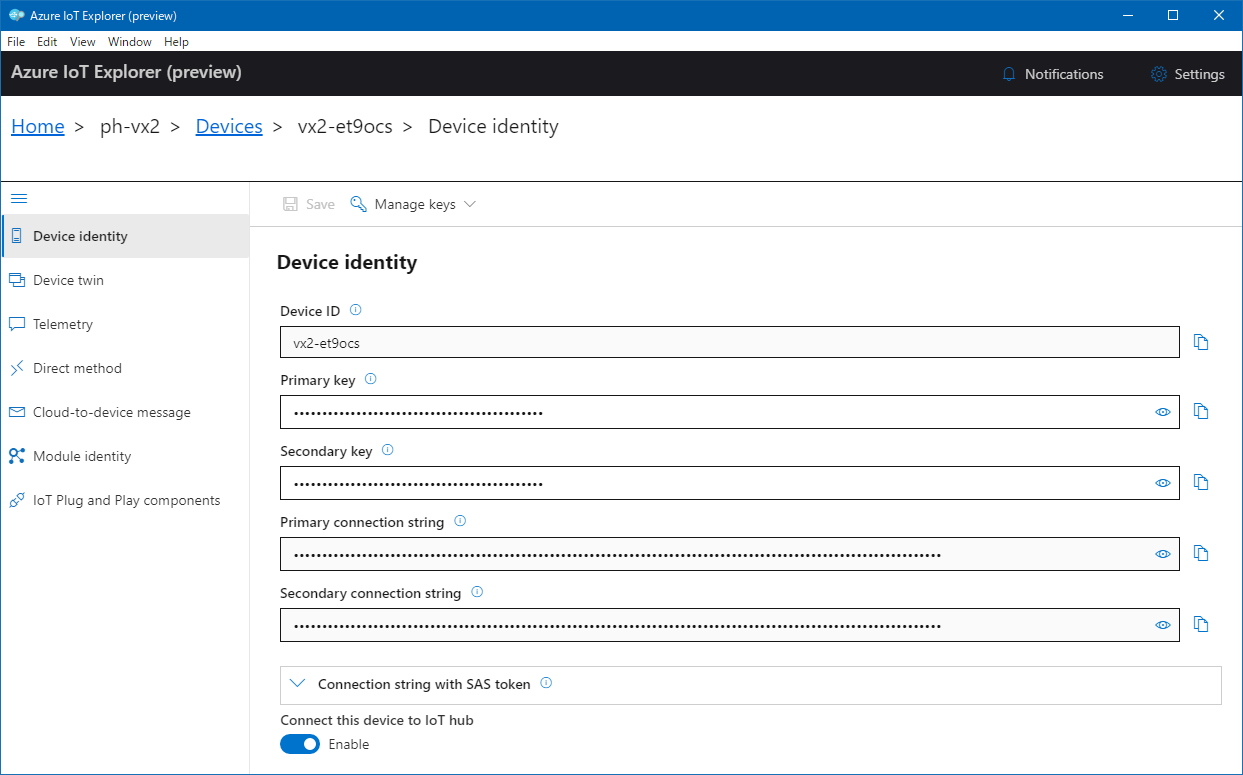 Azure IoT Explorer (preview)
File Edit View Window Help
Azure IoT Explorer (preview)
Notifications
Settings
Home > ph-vx2 > Devices > vx2-et9ocs > Device identity
Save
Manage keys
Device identity
Device twin
Telemetry
Direct method
Cloud-to-device message
Module identity
IoT Plug and Play components
Device identity
Device ID
vx2-et9ocs
Primary key
••••••••••••••••••••••••••••••••••••••••••••
Secondary key
••••••••••••••••••••••••••••••••••••••••••••
Primary connection string
Secondary connection string
Connection string with SAS token
Connect this device to IoT hub
Enable